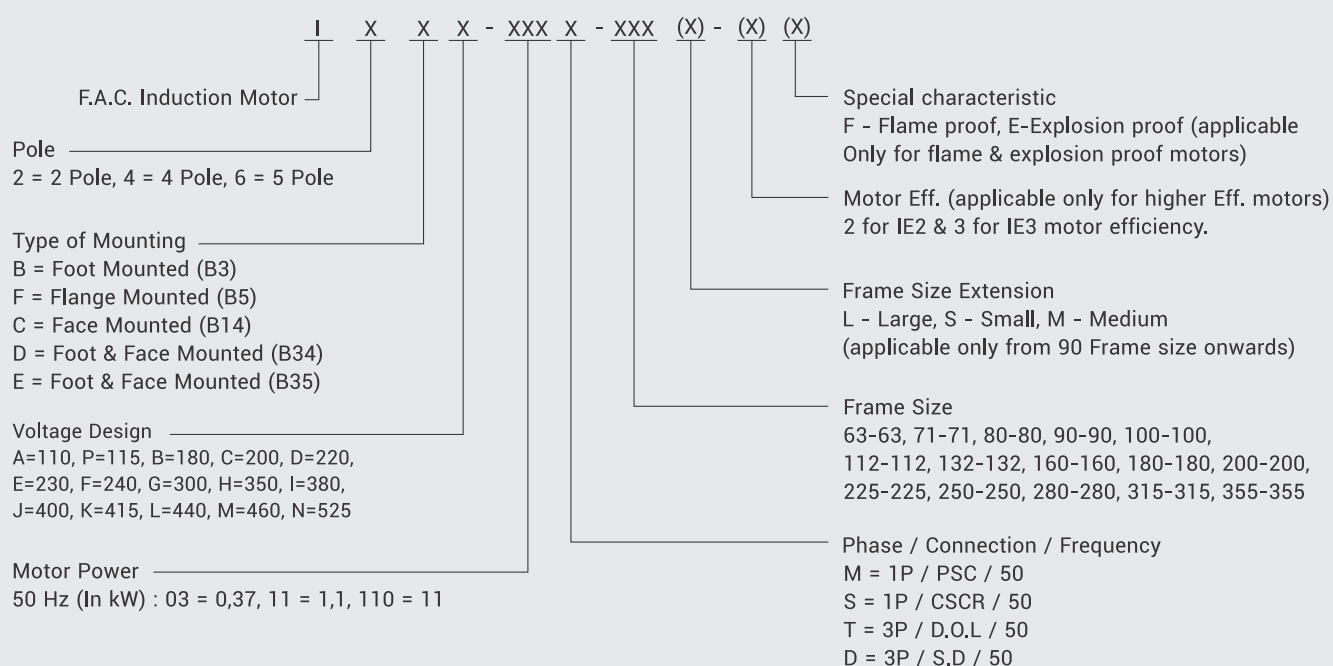 I X X X - XXX X - XXX (X) - (X) (X)
F.A.C. Induction Motor
Pole
2 = 2 Pole, 4 = 4 Pole, 6 = 5 Pole
Type of Mounting
B = Foot Mounted (B3)
F = Flange Mounted (B5)
C = Face Mounted (B14)
D = Foot & Face Mounted (B34)
E = Foot & Face Mounted (B35)
Voltage Design
A=110, P=115, B=180, C=200, D=220,
E=230, F=240, G=300, H=350, I=380,
J=400, K=415, L=440, M=460, N=525
Motor Power
50 Hz (In kW) : 03 = 0,37, 11 = 1,1, 110 = 11
Special characteristic
F - Flame proof, E-Explosion proof (applicable
Only for flame & explosion proof motors)
Motor Eff. (applicable only for higher Eff. motors)
2 for IE2 & 3 for IE3 motor efficiency.
Frame Size Extension
L - Large, S - Small, M - Medium
(applicable only from 90 Frame size onwards)
Frame Size
63-63, 71-71, 80-80, 90-90, 100-100,
112-112, 132-132, 160-160, 180-180, 200-200,
225-225, 250-250, 280-280, 315-315, 355-355
Phase / Connection / Frequency
M = 1P / PSC / 50
S = 1P / CSCR / 50
T = 3P / D.O.L / 50
D = 3P / S.D / 50